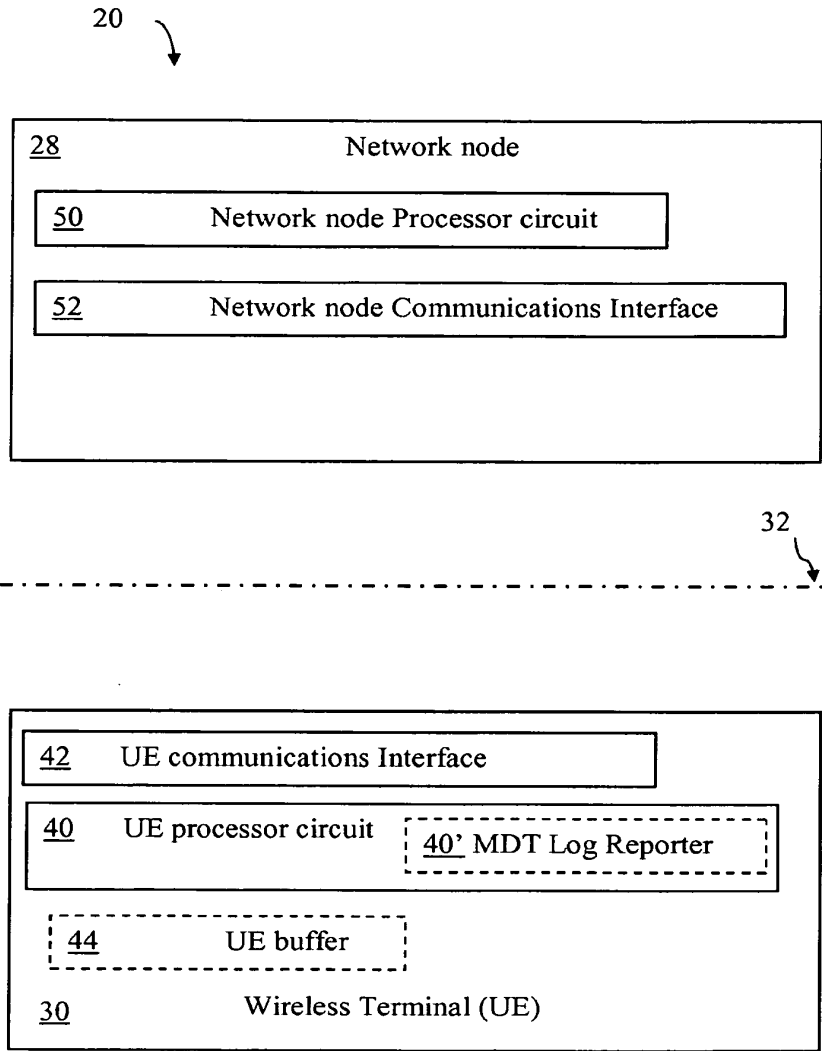 20
28 Network node
50 Network node Processor circuit
52 Network node Communications Interface
32
42 UE communications Interface
40 UE processor circuit
40’ MDT Log Reporter
44 UE buffer
30 Wireless Terminal (UE)